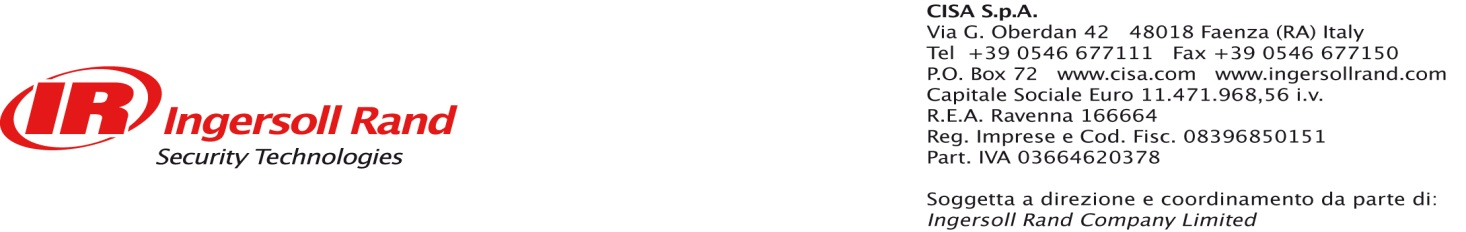 IR Ingersoll Rand
Security Technologies
CISA S.p.A.
Via G. Oberdan 42 48018 Faenza (RA) Italy
Tel +39 0546 677111 Fax +39 0546 677150
P.O. Box 72 www.cisa.com www.ingersollrand.com
Capitale Sociale Euro 11.471.968,56 i.v.
R.E.A. Ravenna 166664
Reg. Imprese e Cod. Fisc. 08396850151
Part. IVA 03664620378
Soggetta a direzione e coordinamento da parte di:
Ingersoll Rand Company Limited